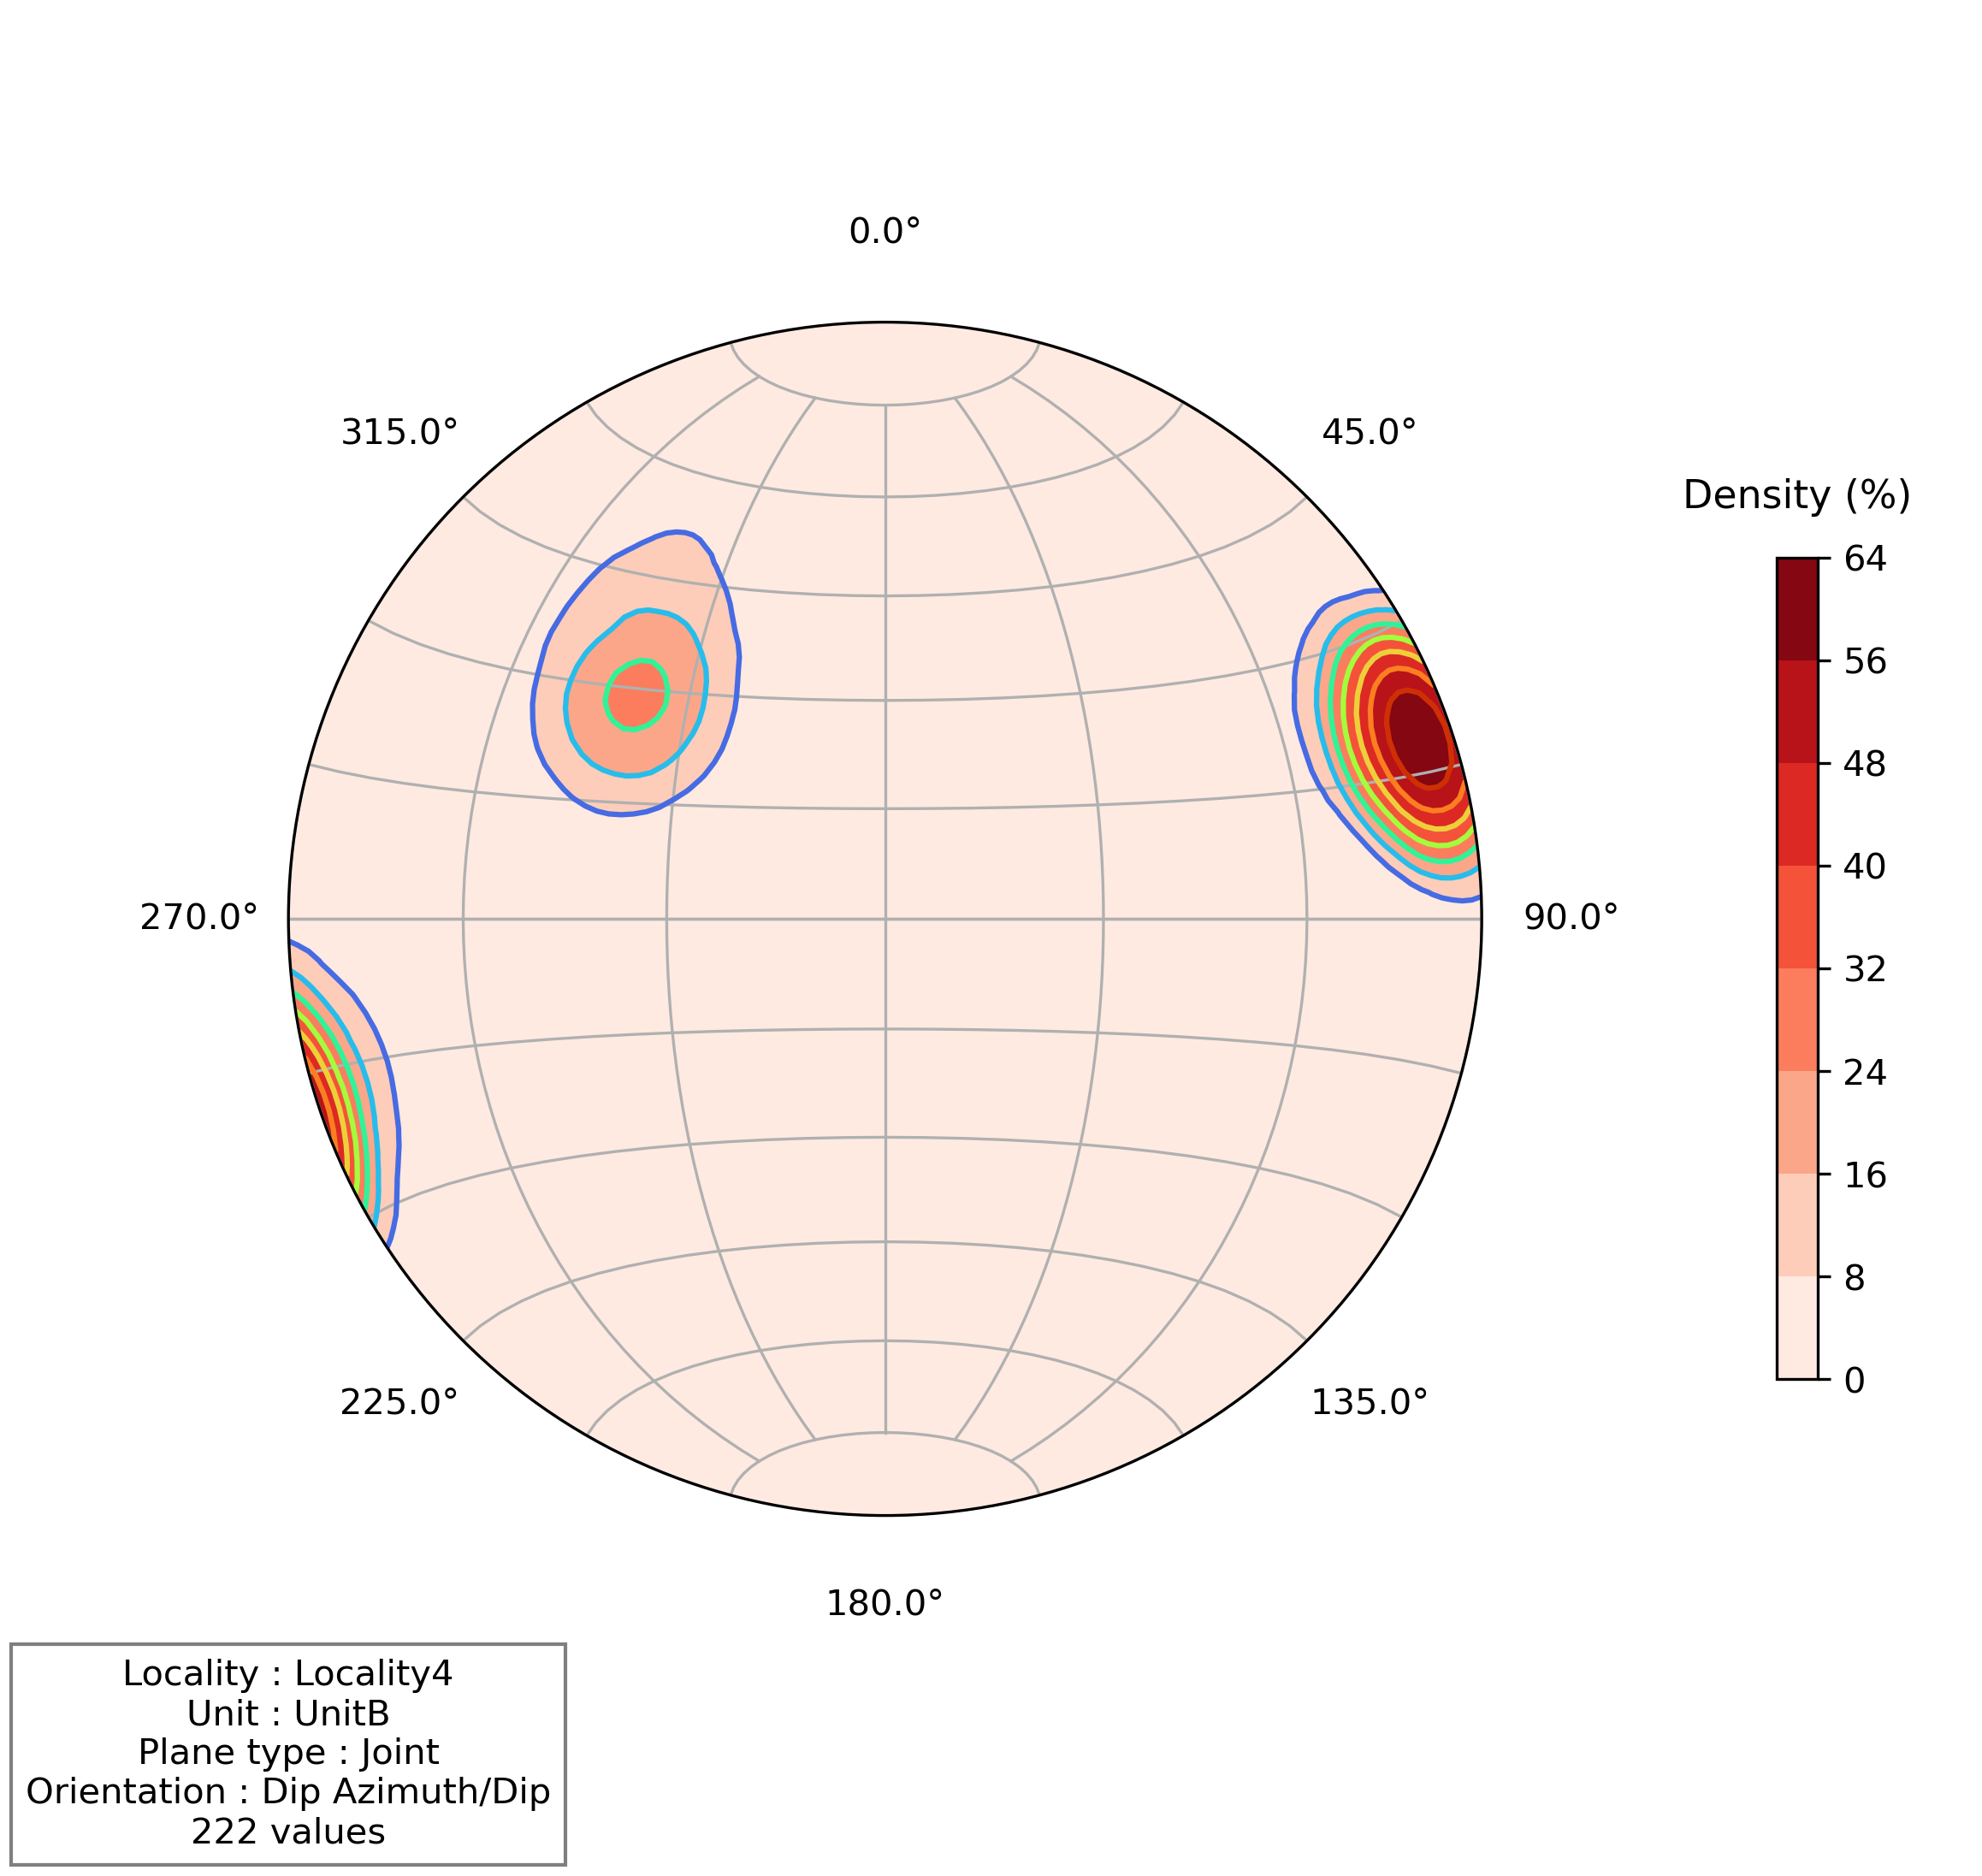 0.0°
315.0°
45.0°
Density (%)
64
56
48
40
32
24
16
8
0
270.0°
90.0°
225.0°
135.0°
180.0°
Locality : Locality4
Unit : UnitB
Plane type : Joint
Orientation : Dip Azimuth/Dip
222 values